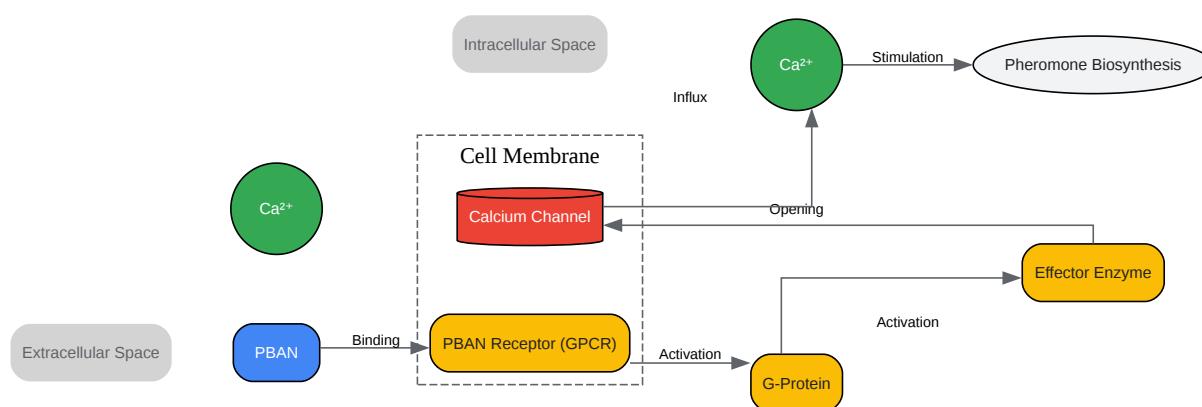 Intracellular Space
Ca²⁺
Stimulation
Pheromone Biosynthesis
Influx
Cell Membrane
Ca²⁺
Calcium Channel
Opening
Effector Enzyme
Activation
Extracellular Space
PBAN
Binding
PBAN Receptor (GPCR)
Activation
G-Protein